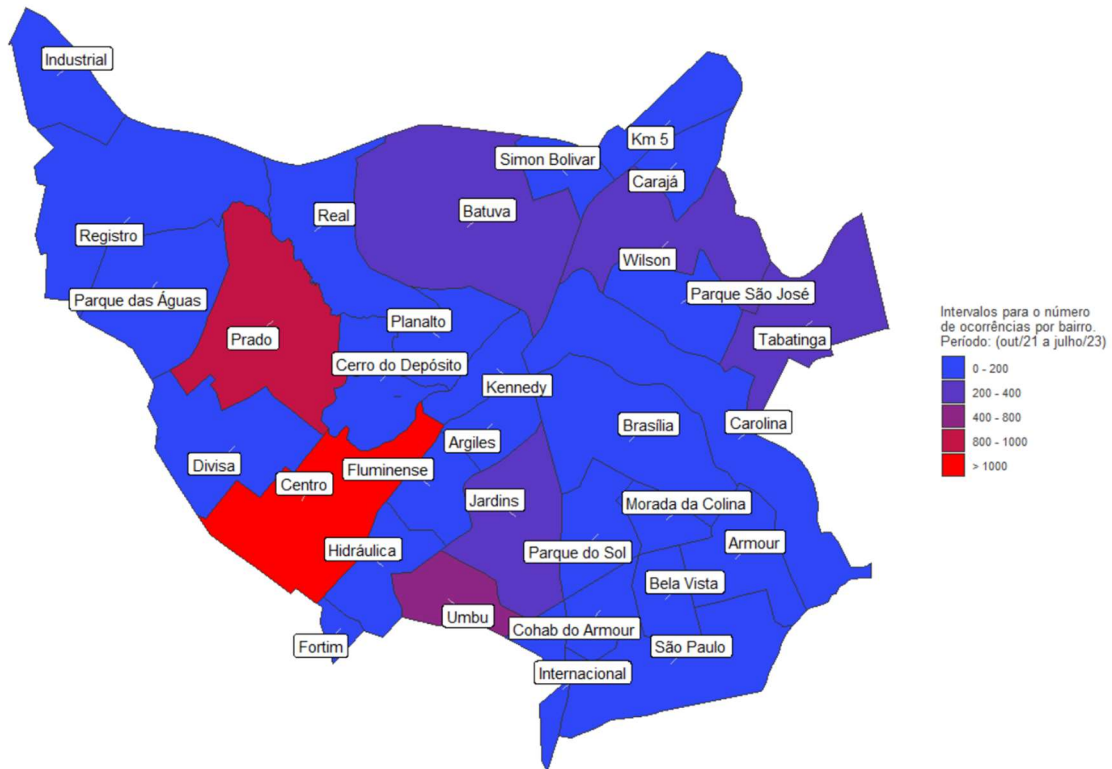 Industrial
Km 5
Simon Bolivar
Carajá
Real
Batuva
Registro
Wilson
Parque das Águas
Parque São José
Planalto
Prado
Tabatinga
Cerro do Depósito
Kennedy
Brasília
Carolina
Argiles
Divisa
Fluminense
Centro
Jardins
Morada da Colina
Armour
Hidráulica
Parque do Sol
Bela Vista
Umbu
Cohab do Armour
Fortim
São Paulo
Internacional
Intervalos para o número
de ocorrências por bairro.
Período: (out/21 a julho/23)
0 - 200
200 - 400
400 - 800
800 - 1000
> 1000